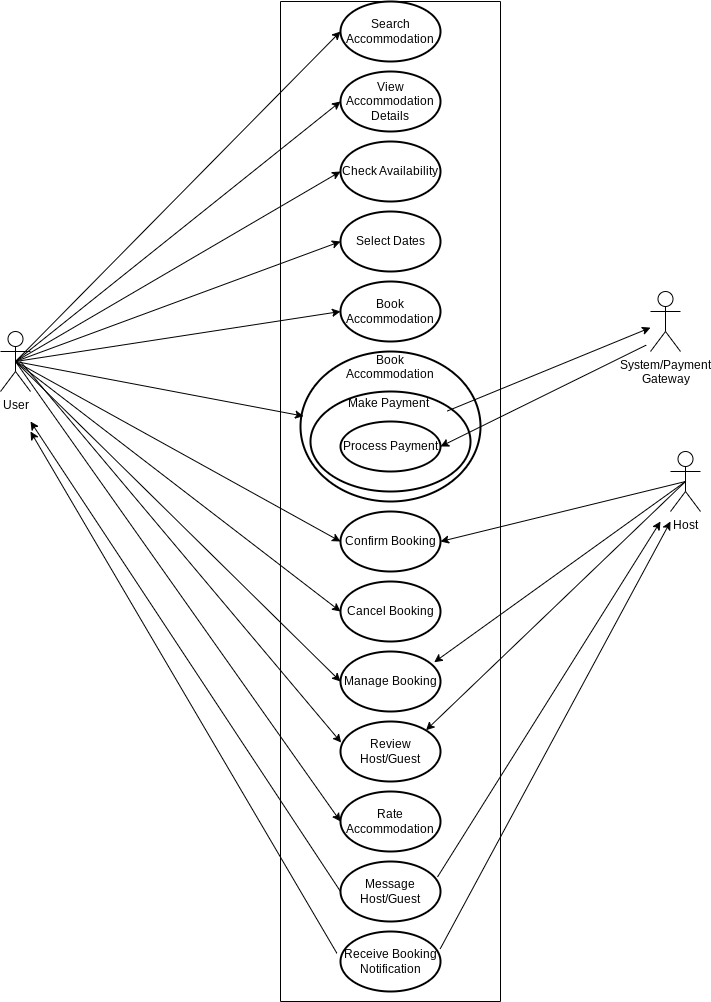 Search
Accommodation
View
Accommodation
Details
Check Availability
Select Dates
Book
Accommodation
Book
Accommodation
Make Payment
Process Payment
System/Payment
Gateway
User
Host
Confirm Booking
Cancel Booking
Manage Booking
Review
Host/Guest
Rate
Accommodation
Message
Host/Guest
Receive Booking
Notification